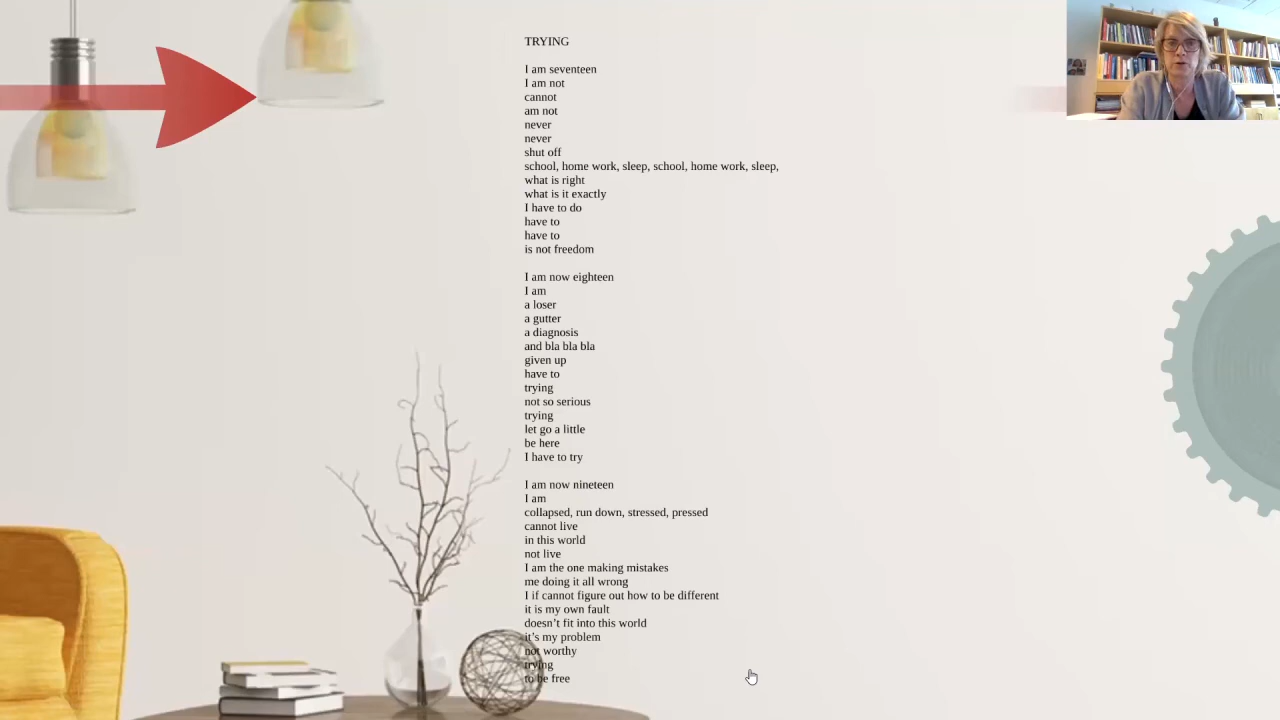 TRYING
I am seventeen
I am not
cannot
am not
never
never
shut off
school, home work, sleep, school, home work, sleep,
what is right
what is it exactly
I have to do
have to
have to
is not freedom
I am now eighteen
I am
a loser
a gutter
a diagnosis
and bla bla bla
given up
have to
trying
not so serious
trying
let go a little
be here
I have to try
I am now nineteen
I am
collapsed, run down, stressed, pressed
cannot live
in this world
not live
I am the one making mistakes
me doing it all wrong
I if cannot figure out how to be different
it is my own fault
doesn’t fit into this world
it’s my problem
not worthy
trying
to be free